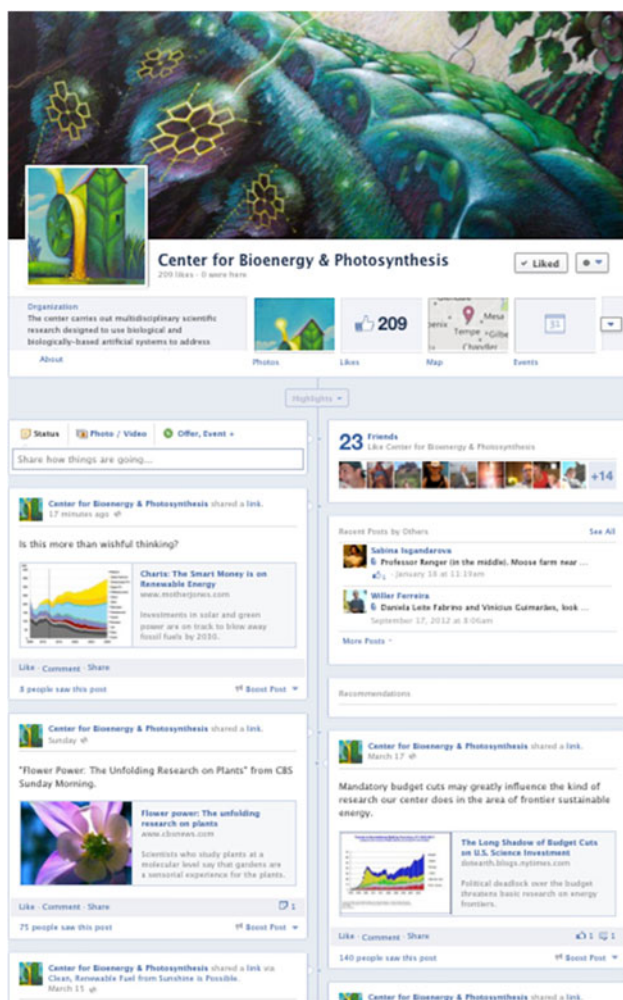 Center for Bioenergy & Photosynthesis
209 likes · 0 were here
Liked
Organization
The center carries out multidisciplinary scientific
research designed to use biological and
biologically-based artificial systems to address
About
Photos
209
Likes
Mesa
Tempe
Chandler
Map
31
Events
Highlights
Status
Photo / Video
Offer, Event +
Share how things are going...
Center for Bioenergy & Photosynthesis shared a link.
17 minutes ago
Is this more than wishful thinking?
Charts: The Smart Money is on
Renewable Energy
www.motherjones.com
Investments in solar and green
power are on track to blow away
fossil fuels by 2030.
Like · Comment · Share
8 people saw this post
Boost Post
Center for Bioenergy & Photosynthesis shared a link.
Sunday
"Flower Power: The Unfolding Research on Plants" from CBS
Sunday Morning.
Flower power: The unfolding
research on plants
www.cbsnews.com
Scientists who study plants at a
molecular level say that gardens are
a sensorial experience for the plants.
Like · Comment · Share
1
75 people saw this post
Boost Post
Center for Bioenergy & Photosynthesis shared a link via
Clean, Renewable Fuel from Sunshine is Possible.
March 15
23 Friends
Like Center for Bioenergy & Photosynthesis
+14
Recent Posts by Others
See All
Sabina Isgandarova
Professor Renger (in the middle). Moose farm near ...
1 · January 10 at 11:19am
Willer Ferreira
Daniela Leite Fabrino and Vinicius Guimarães, look ...
September 17, 2012 at 8:06am
More Posts
Recommendations
Center for Bioenergy & Photosynthesis shared a link.
March 17
Mandatory budget cuts may greatly influence the kind of
research our center does in the area of frontier sustainable
energy.
The Long Shadow of Budget Cuts
on U.S. Science Investment
dotearth.blogs.nytimes.com
Political deadlock over the budget
threatens basic research on energy
frontiers.
Like · Comment · Share
1 1
140 people saw this post
Boost Post
Center for Bioenergy & Photosynthesis shared a link.